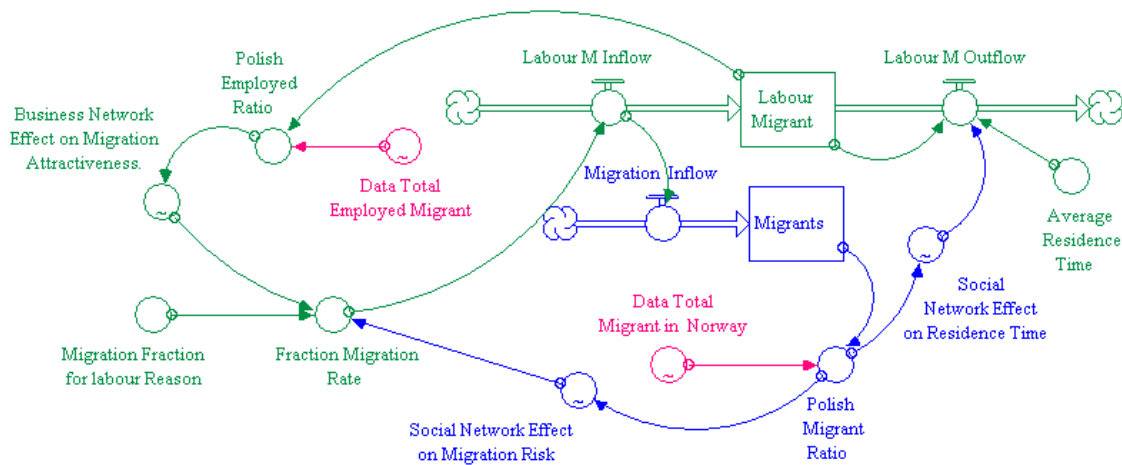 Polish
Employed
Ratio
Labour M Inflow
Labour M Outflow
Business Network
Effect on Migration
Attractiveness.
Labour
Migrant
~
~
Data Total
Employed Migrant
Migration Inflow
Migrants
Average
Residence
Time
~
Social
Network Effect
on Residence Time
Data Total
Migrant in Norway
Migration Fraction
for labour Reason
Fraction Migration
Rate
~
~
Polish
Migrant
Ratio
Social Network Effect
on Migration Risk